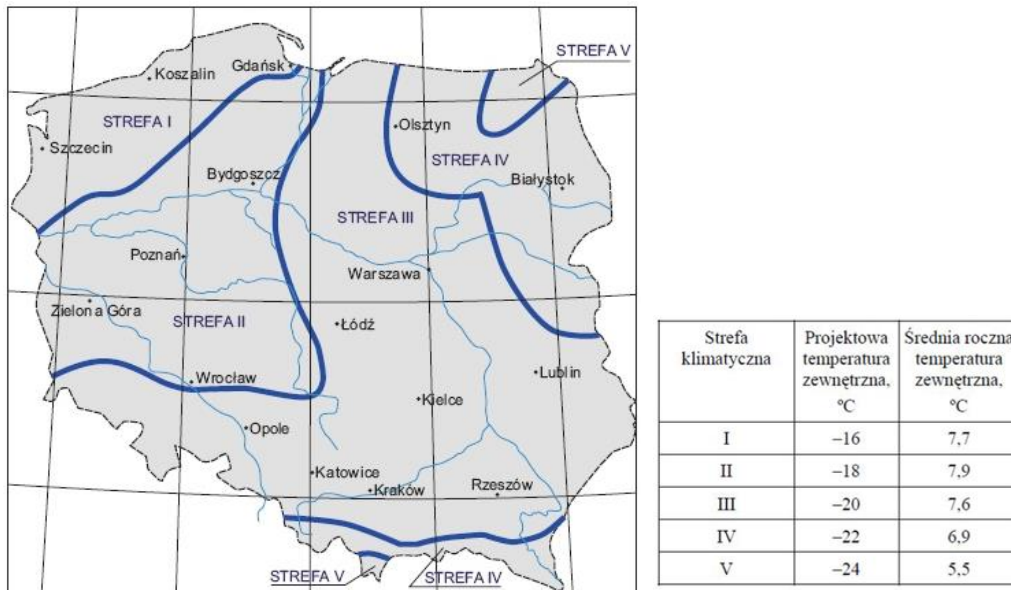 STREFA V
Gdańsk
Koszalin
Olsztyn
STREFA I
Szczecin
STREFA IV
Bydgoszcz
Białystok
STREFA III
Poznań
Warszawa
Zielona Góra
STREFA II
Łódź
Wrocław
Lublin
Kielce
Opole
Katowice
Kraków
Rzeszów
STREFA V
STREFA IV
Strefa klimatyczna
Projektowa temperatura zewnętrzna, ºC
Średnia roczna temperatura zewnętrzna, ºC
I –16 7,7
II –18 7,9
III –20 7,6
IV –22 6,9
V –24 5,5